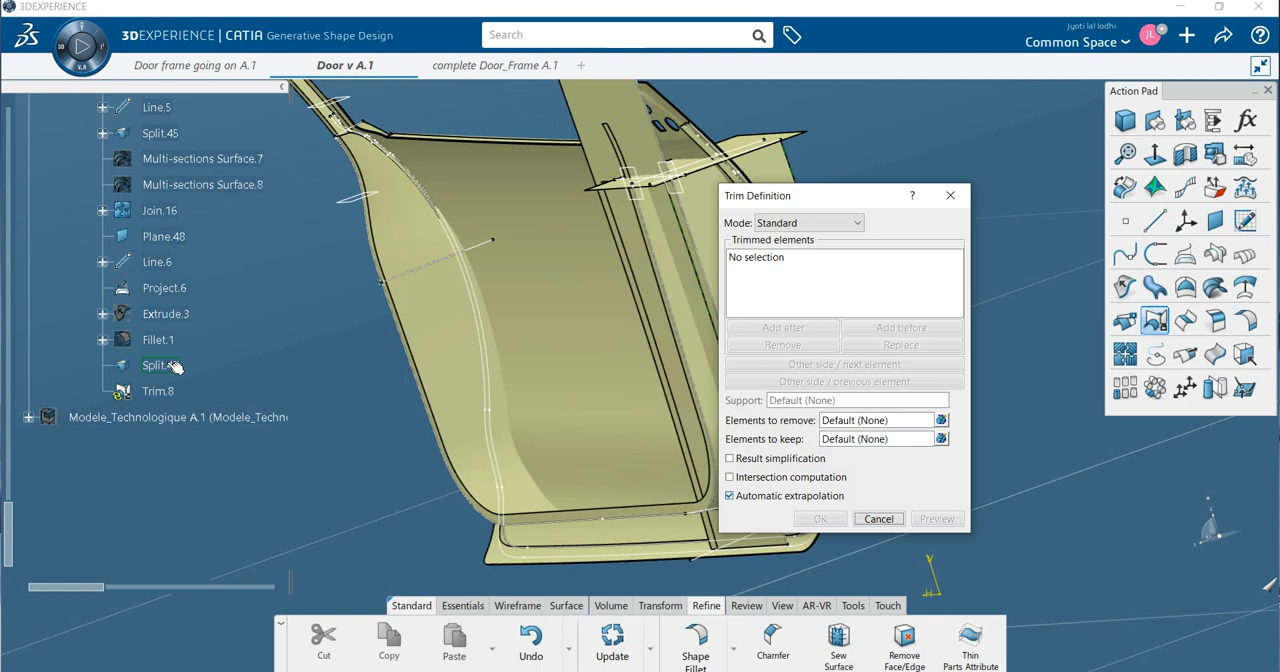 3DEXPERIENCE
3DEXPERIENCE | CATIA Generative Shape Design
Search
Jyoti lal lodhi
Common Space
JL
3D
V.R
Door frame going on A.1
Door v A.1
complete Door_Frame A.1
Line.5
Split.45
Multi-sections Surface.7
Multi-sections Surface.8
Join.16
Plane.48
Line.6
Project.6
Extrude.3
Fillet.1
Split.
Trim.8
Modele_Technologique A.1 (Modele_Techno
Trim Definition
?
Mode: Standard
Trimmed elements
No selection
Add after
Add before
Remove
Replace
Other side / next element
Other side / previous element
Support: Default (None)
Elements to remove: Default (None)
Elements to keep: Default (None)
Result simplification
Intersection computation
Automatic extrapolation
OK
Cancel
Preview
Action Pad
fx
Standard
Essentials
Wireframe
Surface
Volume
Transform
Refine
Review
View
AR-VR
Tools
Touch
Cut
Copy
Paste
Undo
Update
Shape Fillet
Chamfer
Sew Surface
Remove Face/Edge
Thin Parts Attribute